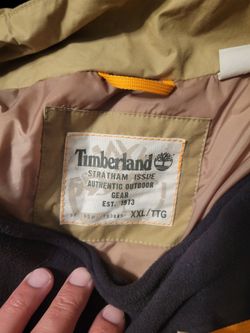 Timberland
STRATHAM ISSUE
AUTHENTIC OUTDOOR
GEAR
EST. 1973
XXL/TTG